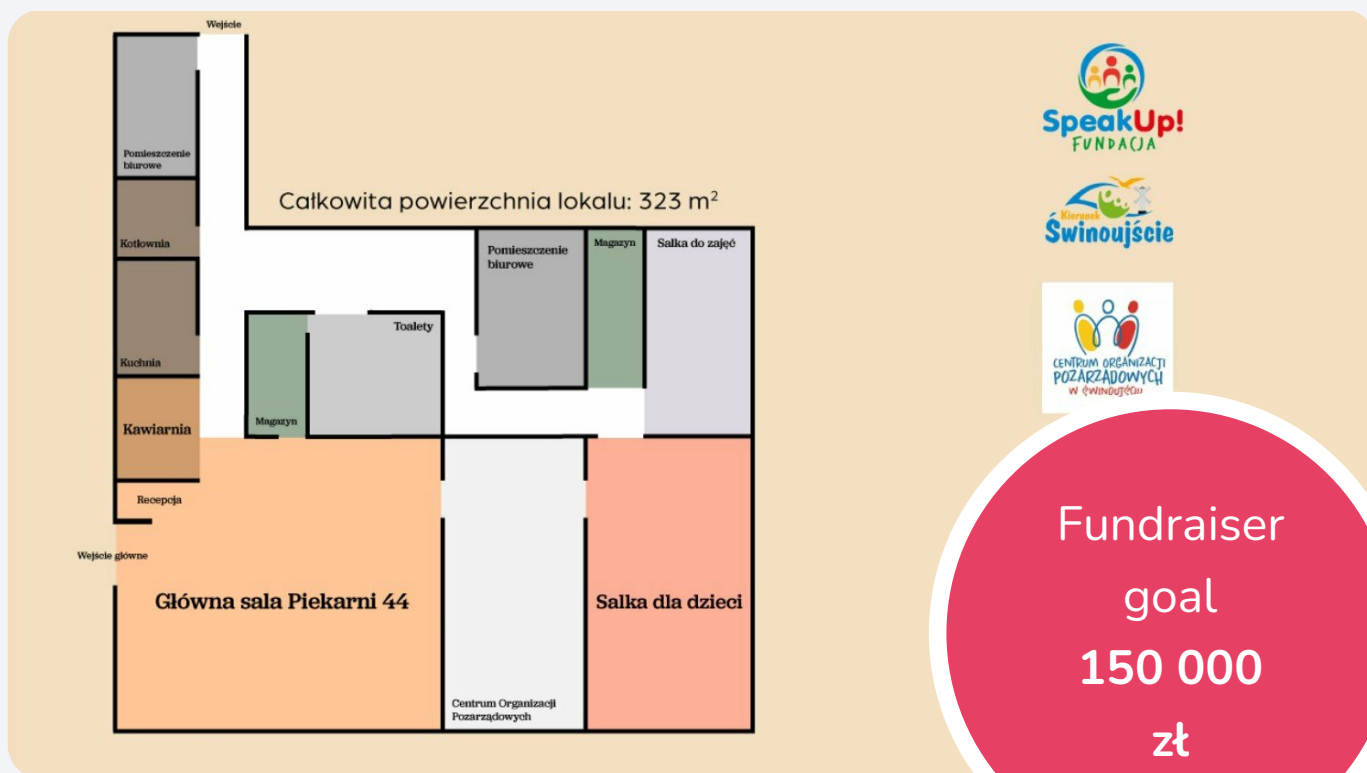 Wejście
Pomieszczenie
biurowe
Kotłownia
Kuchnia
Kawiarnia
Recepcja
Wejście główne
Główna sala Piekarni 44
Całkowita powierzchnia lokalu: 323 m²
Magazyn
Toalety
Pomieszczenie
biurowe
Magazyn
Salka do zajęć
Centrum Organizacji
Pozarządowych
Salka dla dzieci
SpeakUp!
FUNDACJA
Kierunek
Świnoujście
CENTRUM ORGANIZACJI
POZARZĄDOWYCH
W ŚWINOUJŚCIU
Fundraiser
goal
150 000
zł